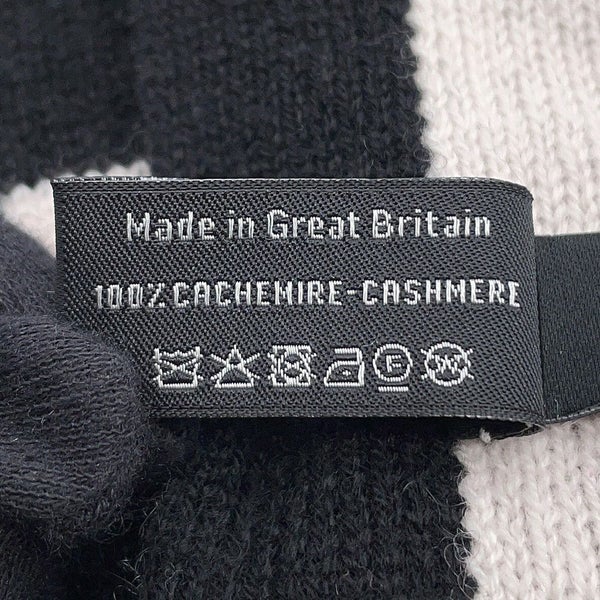 Made in Great Britain
100% CACHEMIRE-CASHMERE
F W